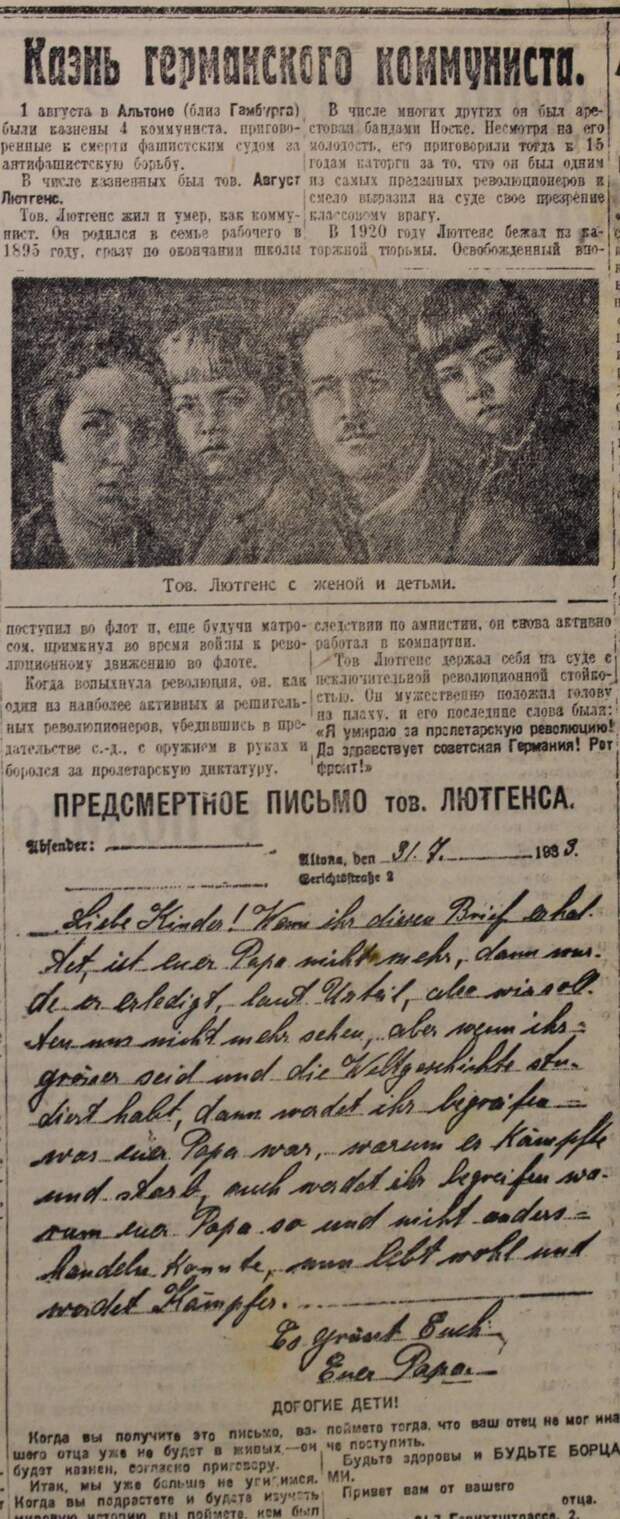 Казнь германского коммуниста.
1 августа в Альтоне (близ Гамбурга)
были казнены 4 коммуниста, пригово-
ренные к смерти фашистским судом за
антифашистскую борьбу.
В числе казненных был тов. Август
Лютгенс.
Тов. Лютгенс жил и умер, как комму-
нист. Он родился в семье рабочего в
1895 году, сразу по окончании школы
В числе многих других он был аре-
стован бандами Носке. Несмотря на его
молодость, его приговорили тогда к 15
годам каторги за то, что он был одним
из самых преданных революционеров и
смело выразил на суде свое презрение
классовому врагу.
В 1920 году Лютгенс бежал из ка-
торжной тюрьмы. Освобожденный впо-
Тов. Лютгенс с женой и детьми.
поступил во флот и, еще будучи матро-
сом, примкнул во время войны к рево-
люционному движению во флоте.
Когда вспыхнула революция, он, как
один из наиболее активных и решитель-
ных революционеров, убедившись в пре-
дательстве с.-д., с оружием в руках
боролся за пролетарскую диктатуру.
следствии по амнистии, он снова активно
работал в компартии.
Тов Лютгенс держал себя на суде с
исключительной революционной стойко-
стью. Он мужественно положил голову
на плаху, и его последние слова были:
«Я умираю за пролетарскую революцию!
Да здравствует советская Германия! Рот
фронт!»
ПРЕДСМЕРТНОЕ ПИСЬМО тов. ЛЮТГЕНСА.
Absender:
Altona, den 31. 7. 1933.
Gerichtstraße 2
Liebe Kinder! Wenn ihr diesen Brief erhal-
tet, ist euer Papa nicht mehr, dann wur-
de er erledigt, laut Urteil, also wir soll-
ten uns nicht mehr sehen, aber wenn ihr
grösser seid und die Weltgeschichte stu-
diert habt, dann werdet ihr begreifen
was euer Papa war, warum er kämpfte
und starb, auch werdet ihr begreifen wa-
rum euer Papa so und nicht anders
handeln konnte, nun lebt wohl und
werdet Kämpfer.
Es grüsst Euch
Euer Papa
ДОРОГИЕ ДЕТИ!
Когда вы получите это письмо, ва-
шего отца уже не будет в живых—он
будет казнен, согласно приговору.
Итак, мы уже больше не увидимся.
Когда вы подрастете и будете изучать
мировую историю, вы поймете, кем был
поймете тогда, что ваш отец не мог ина
че поступить.
Будьте здоровы и БУДЬТЕ БОРЦА
МИ.
Привет вам от вашего
отца.